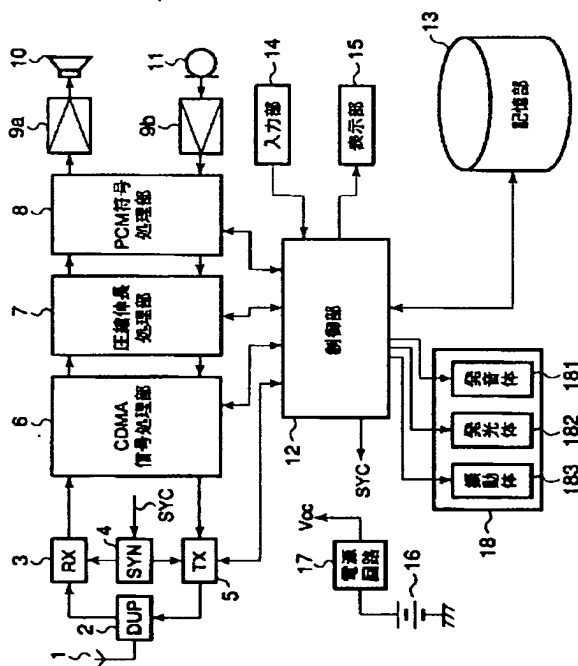 10
11
14
15
13
9a
9b
入力部
表示部
記憶部
8
PCM符号
処理部
7
圧縮伸長
処理部
制御部
6
CDMA
信号処理部
12
SYC
発音体
181
発光体
182
振動体
183
18
SYC
3
RX
4
SYN
TX
5
Vcc
17
電源
回路
16
2
DUP
1